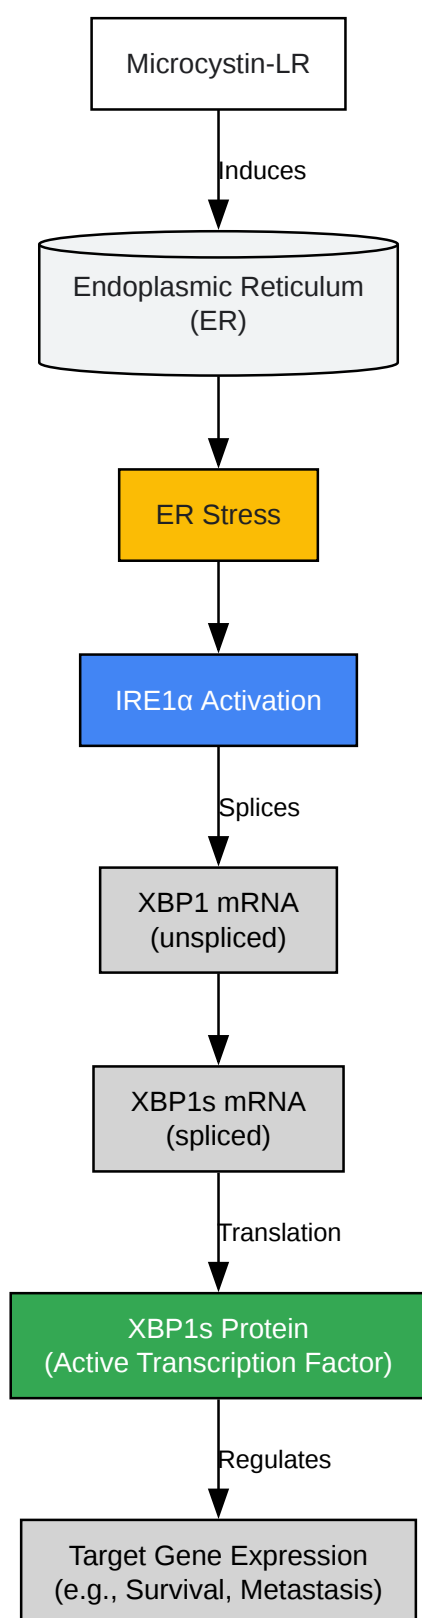 Microcystin-LR
Induces
Endoplasmic Reticulum
(ER)
ER Stress
IRE1α Activation
Splices
XBP1 mRNA
(unspliced)
XBP1s mRNA
(spliced)
Translation
XBP1s Protein
(Active Transcription Factor)
Regulates
Target Gene Expression
(e.g., Survival, Metastasis)